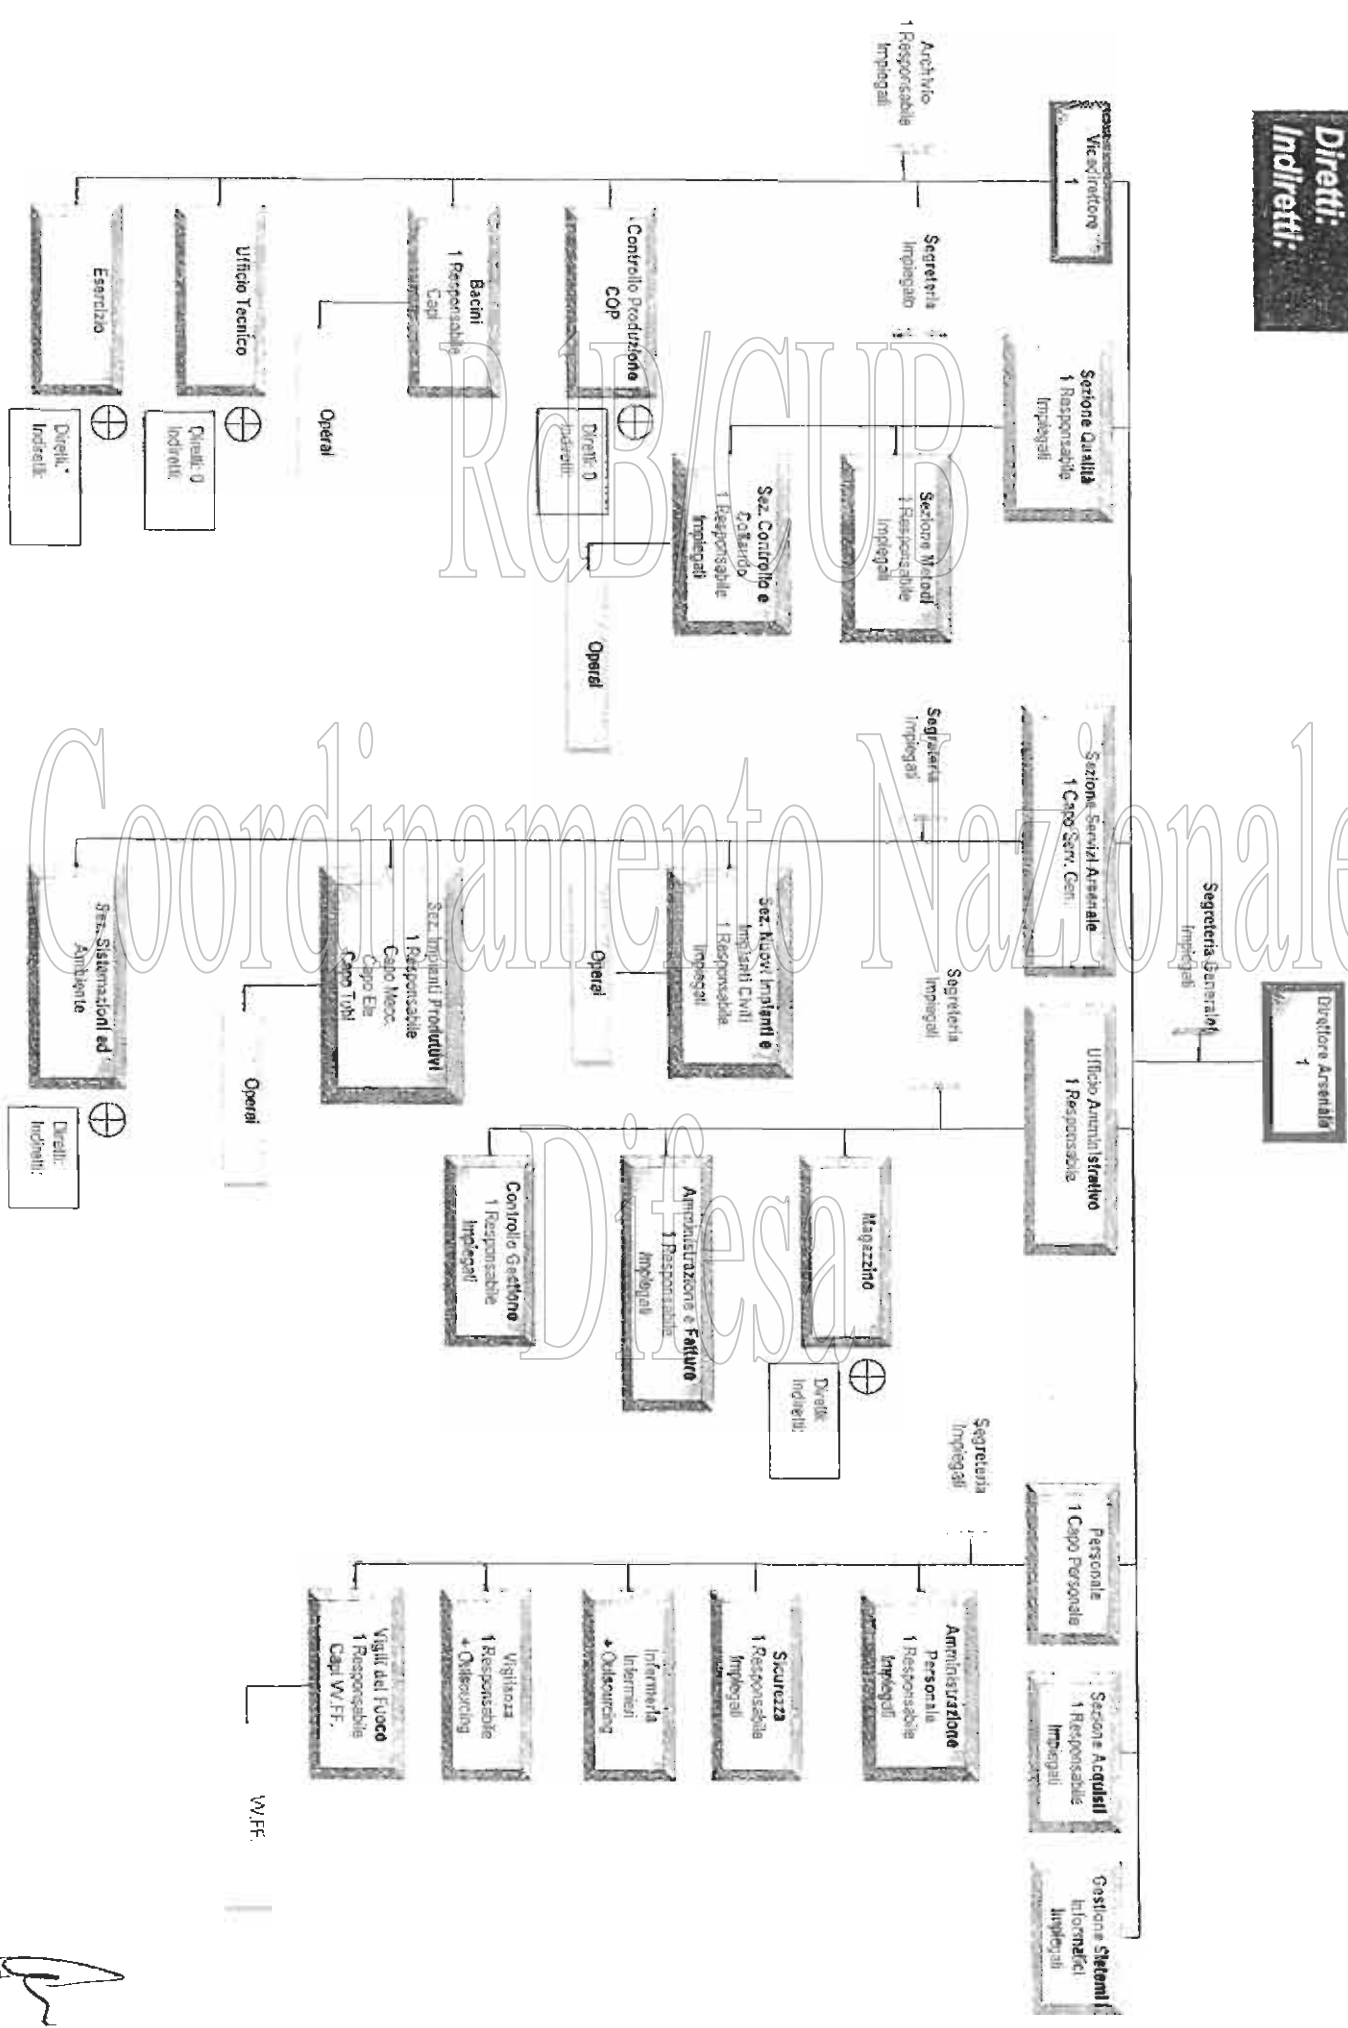 Diretti:
Indiretti:
Direttore Arsenale
1
Segreteria Generale
Impiegati
Vicedirettore
1
Archivio
1 Responsabile
Impiegati
Segreteria
Impiegato
Controllo Produzione
COP
Diretti: 0
Indiretti:
Bacini
1 Responsabile
Capi
Operai
Ufficio Tecnico
Diretti: 0
Indiretti:
Esercizio
Diretti:
Indiretti:
Sezione Qualità
1 Responsabile
Impiegati
Sezione Metodi
1 Responsabile
Impiegati
Sez. Controllo e
Collaudo
1 Responsabile
Impiegati
Operai
Sezione Servizi Arsenale
1 Capo Serv. Gen.
Segreteria
Impiegati
Sez. Nuovi Impianti e
Impianti Civili
1 Responsabile
Impiegati
Operai
Sez. Impianti Produttivi
1 Responsabile
Capo Mecc.
Capo Ele
Capo Tubi
Operai
Sez. Sistemazioni ed
Ambiente
Diretti:
Indiretti:
Ufficio Amministrativo
1 Responsabile
Segreteria
Impiegati
Magazzino
Diretti:
Indiretti:
Amministrazione e Fatture
1 Responsabile
Impiegati
Controllo Gestione
1 Responsabile
Impiegati
Personale
1 Capo Personale
Segreteria
Impiegati
Amministrazione
Personale
1 Responsabile
Impiegati
Sicurezza
1 Responsabile
Impiegati
Infermeria
Infermieri
+ Outsourcing
Vigilanza
1 Responsabile
+ Outsourcing
Vigili del Fuoco
1 Responsabile
Capi VV.FF.
VV.FF.
Sezione Acquisti
1 Responsabile
Impiegati
Gestione Sistemi
Informatici
Impiegati
RdB/CUB
Coordinamento Nazionale
Difesa